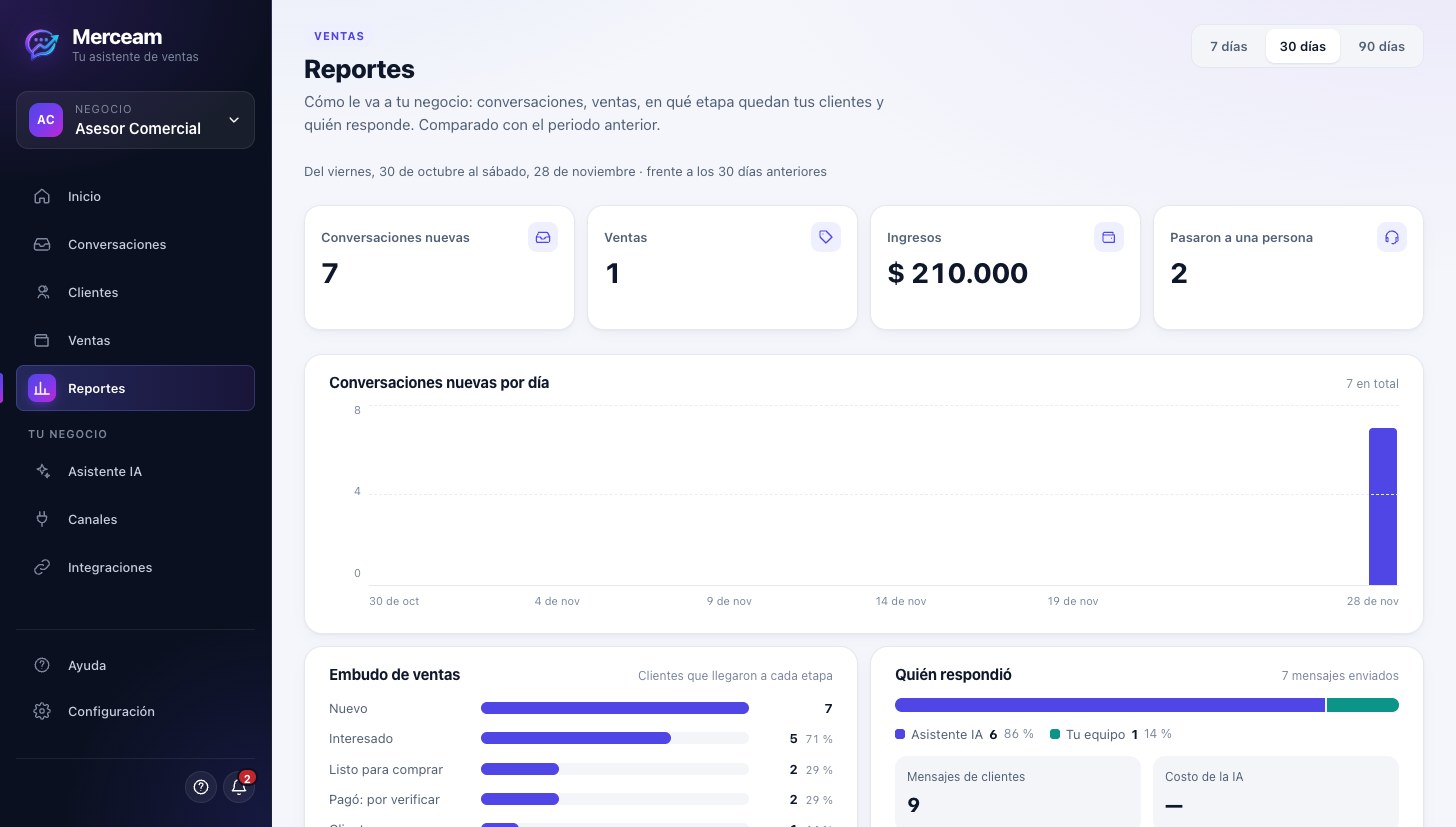 Merceam
Tu asistente de ventas
AC
NEGOCIO
Asesor Comercial
Inicio
Conversaciones
Clientes
Ventas
Reportes
TU NEGOCIO
Asistente IA
Canales
Integraciones
Ayuda
Configuración
2
VENTAS
Reportes
Cómo le va a tu negocio: conversaciones, ventas, en qué etapa quedan tus clientes y
quién responde. Comparado con el periodo anterior.
7 días 30 días 90 días
Del viernes, 30 de octubre al sábado, 28 de noviembre · frente a los 30 días anteriores
Conversaciones nuevas
7
Ventas
1
Ingresos
$ 210.000
Pasaron a una persona
2
Conversaciones nuevas por día 7 en total
8
4
0
30 de oct 4 de nov 9 de nov 14 de nov 19 de nov 28 de nov
Embudo de ventas Clientes que llegaron a cada etapa
Nuevo 7
Interesado 5 71 %
Listo para comprar 2 29 %
Pagó: por verificar 2 29 %
Quién respondió 7 mensajes enviados
Asistente IA 6 86 % Tu equipo 1 14 %
Mensajes de clientes
9
Costo de la IA
—